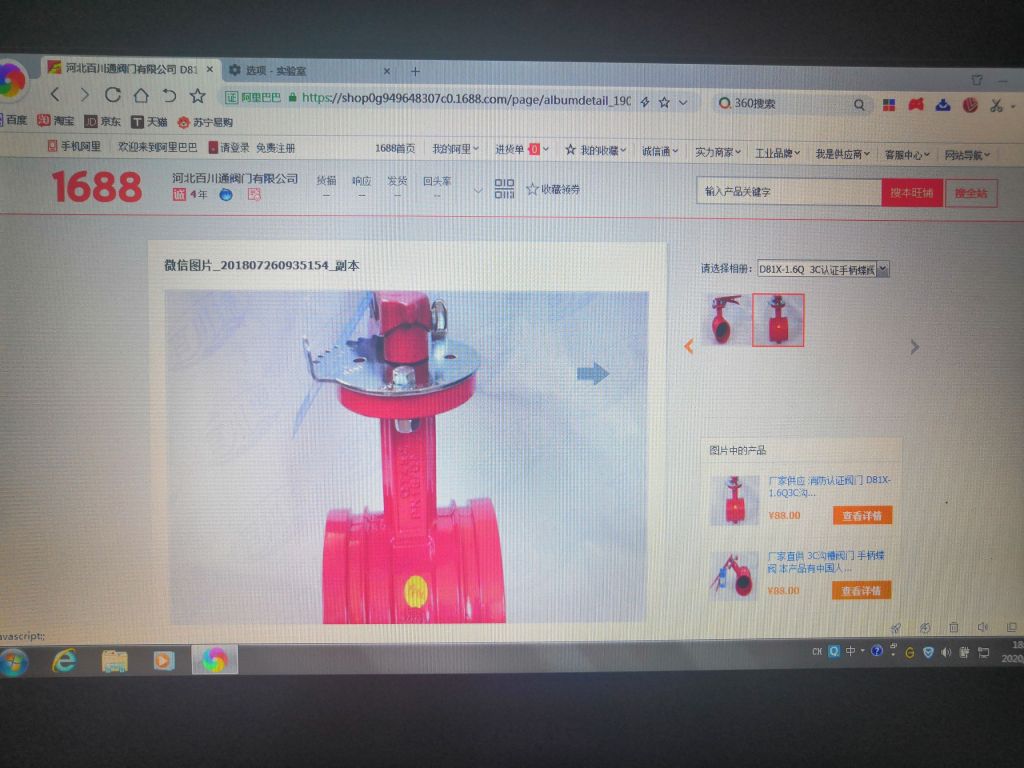 河北百川通阀门有限公司 D81 × 选项 - 实验室 × +
证 阿里巴巴 https://shop0g949648307c0.1688.com/page/albumdetail_190 360搜索
百度 淘宝 JD 京东 T 天猫 苏宁易购
手机阿里 欢迎来到阿里巴巴 请登录 免费注册 1688首页 我的阿里 进货单 0 我的收藏 诚信通 实力商家 工业品牌 我是供应商 客服中心 网站导航
1688 河北百川通阀门有限公司 货描 响应 发货 回头率 收藏领券 输入产品关键字 搜本旺铺 搜全站
4年 -- -- -- --
微信图片_201807260935154_副本
请选择相册: D81X-1.6Q 3C认证手柄蝶阀
图片中的产品
厂家供应 消防认证阀门 D81X-
1.6Q3C沟...
¥88.00 查看详情
厂家直供 3C沟槽阀门 手柄蝶
阀 本产品有中国人...
¥88.00 查看详情
avascript:;
CH 中 18
2020